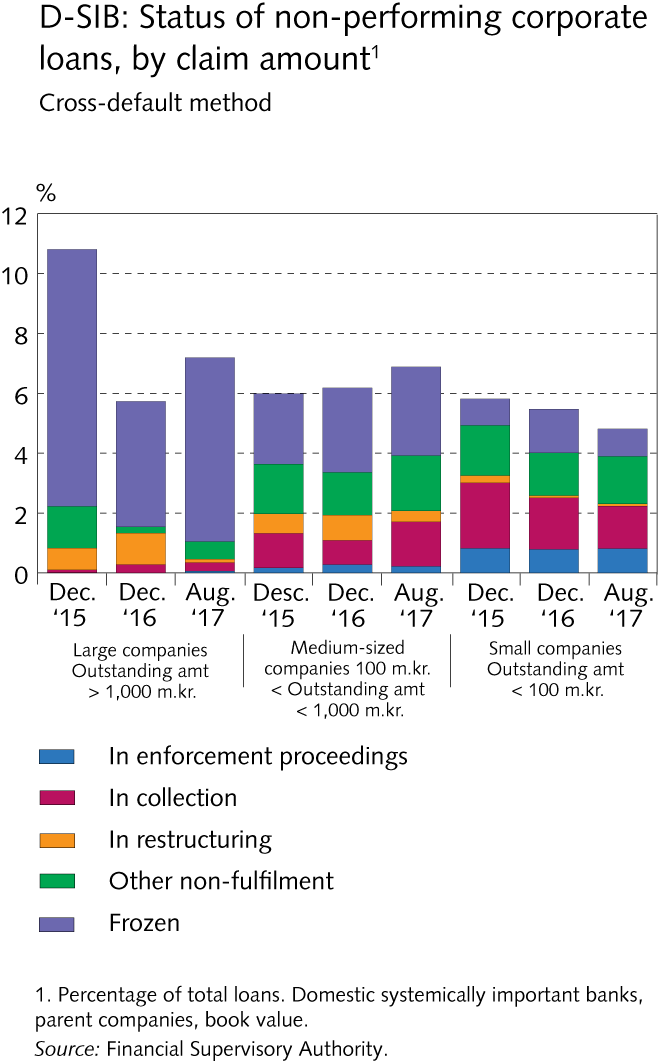 D-SIB: Status of non-performing corporate
loans, by claim amount¹
Cross-default method
%
12
10
8
6
4
2
0
Dec. Dec. Aug. Desc. Dec. Aug. Dec. Dec. Aug.
‘15 ‘16 ‘17 ‘15 ‘16 ‘17 ‘15 ‘16 ‘17
Large companies
Outstanding amt
> 1,000 m.kr.
Medium-sized
companies 100 m.kr.
< Outstanding amt
< 1,000 m.kr.
Small companies
Outstanding amt
< 100 m.kr.
In enforcement proceedings
In collection
In restructuring
Other non-fulfilment
Frozen
1. Percentage of total loans. Domestic systemically important banks,
parent companies, book value.
Source: Financial Supervisory Authority.